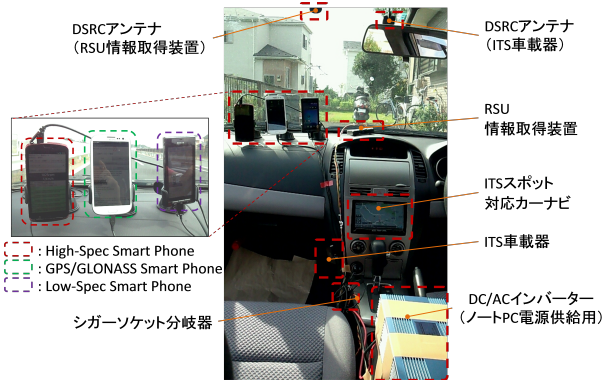 DSRCアンテナ
（RSU情報取得装置）
DSRCアンテナ
（ITS車載器）
RSU
情報取得装置
ITSスポット
対応カーナビ
ITS車載器
: High-Spec Smart Phone
: GPS/GLONASS Smart Phone
: Low-Spec Smart Phone
シガーソケット分岐器
DC/ACインバーター
（ノートPC電源供給用）